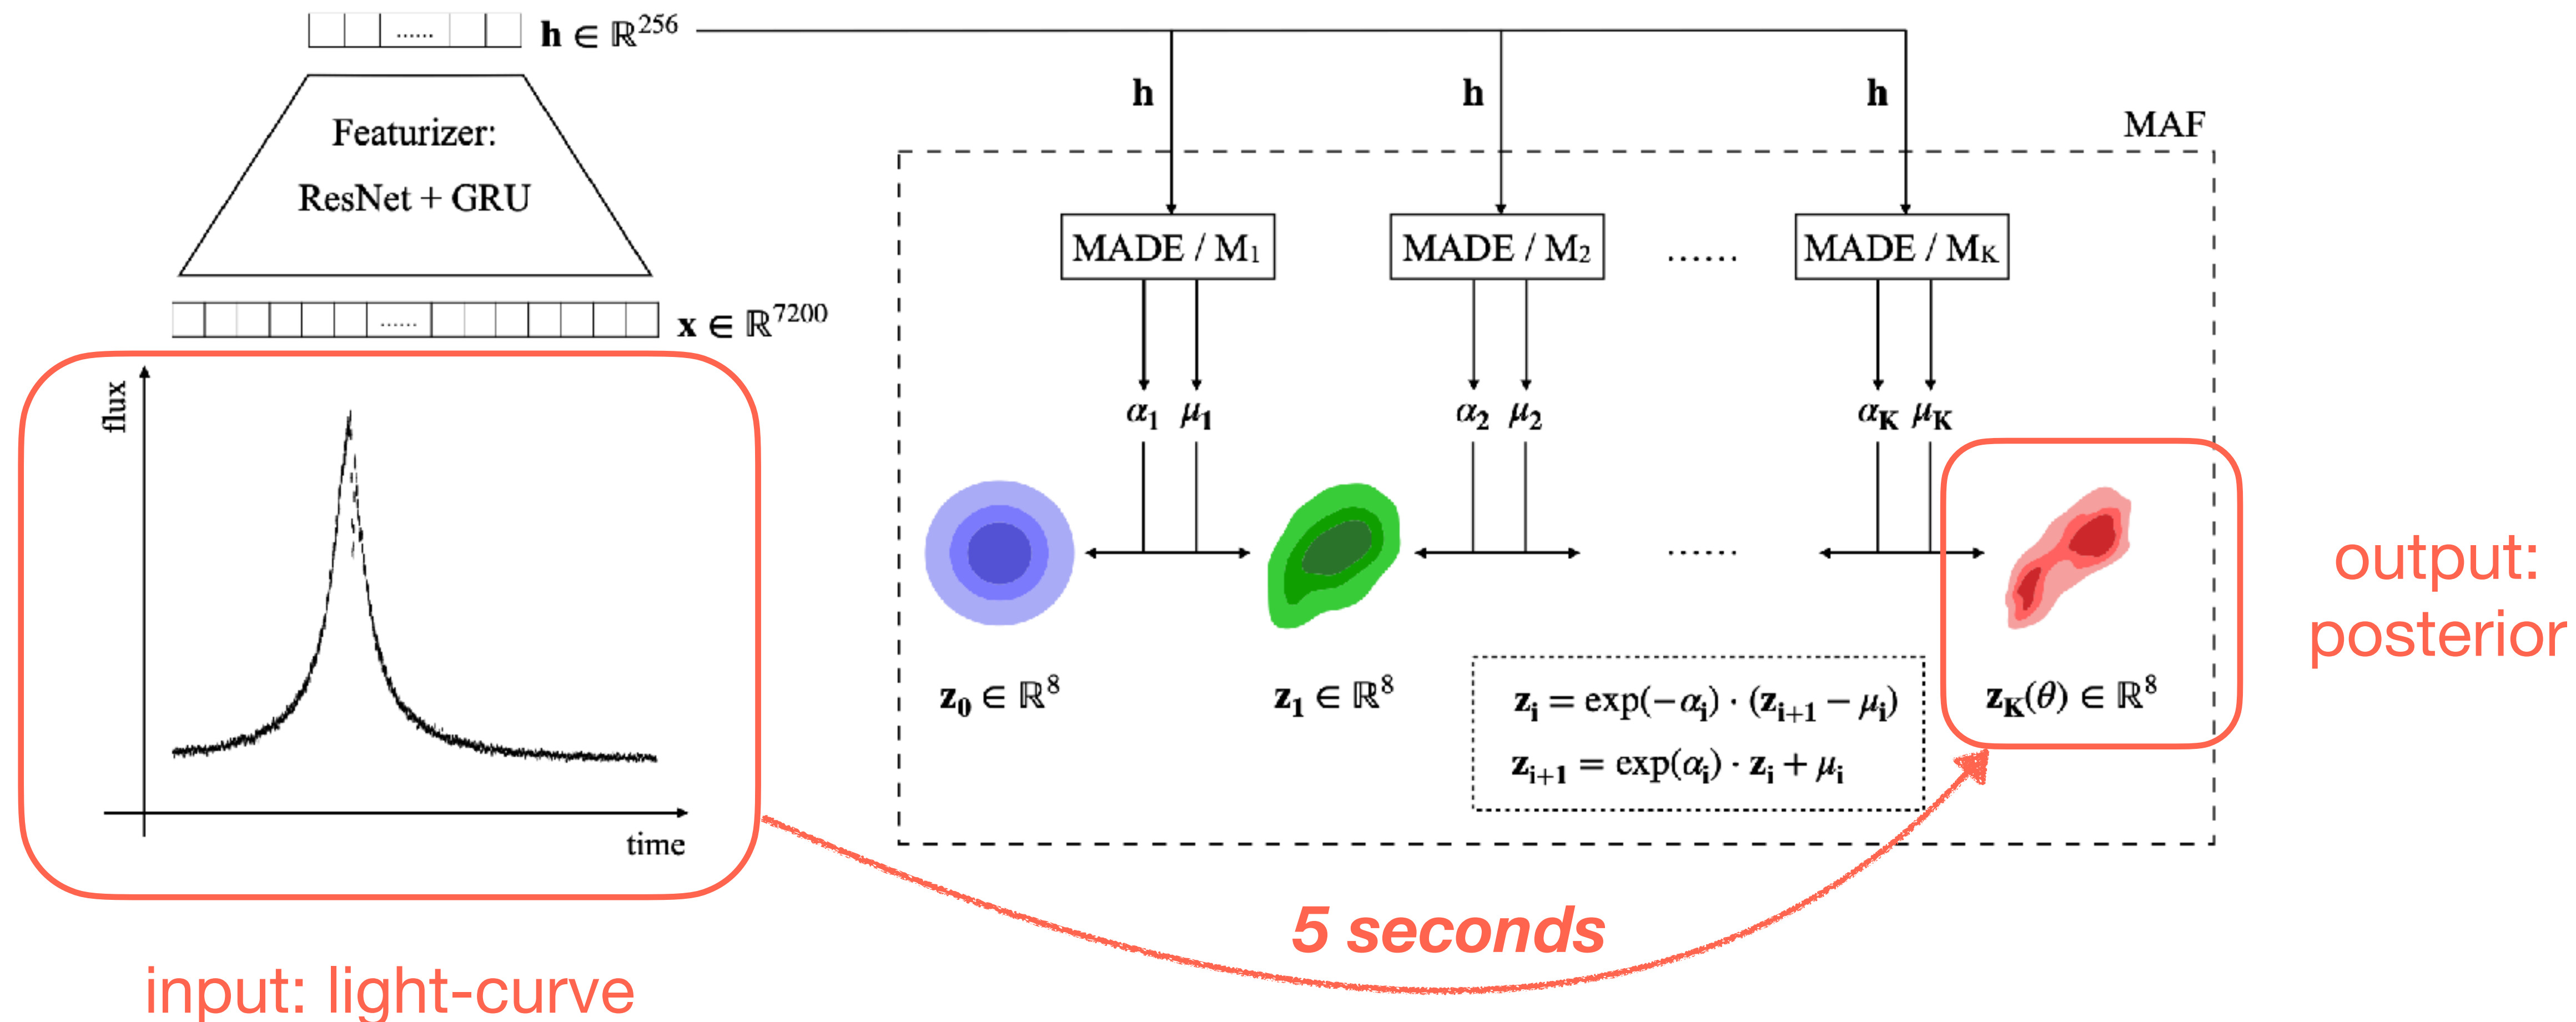 ...... h ∈ ℝ²⁵⁶
Featurizer:
ResNet + GRU
...... x ∈ ℝ⁷²⁰⁰
flux
time
input: light-curve
h h h
MAF
MADE / M₁ MADE / M₂ ...... MADE / M_K
α₁ μ₁ α₂ μ₂ α_K μ_K
......
z₀ ∈ ℝ⁸ z₁ ∈ ℝ⁸ z_K(θ) ∈ ℝ⁸
z_i = exp(−α_i) · (z_{i+1} − μ_i)
z_{i+1} = exp(α_i) · z_i + μ_i
output:
posterior
5 seconds